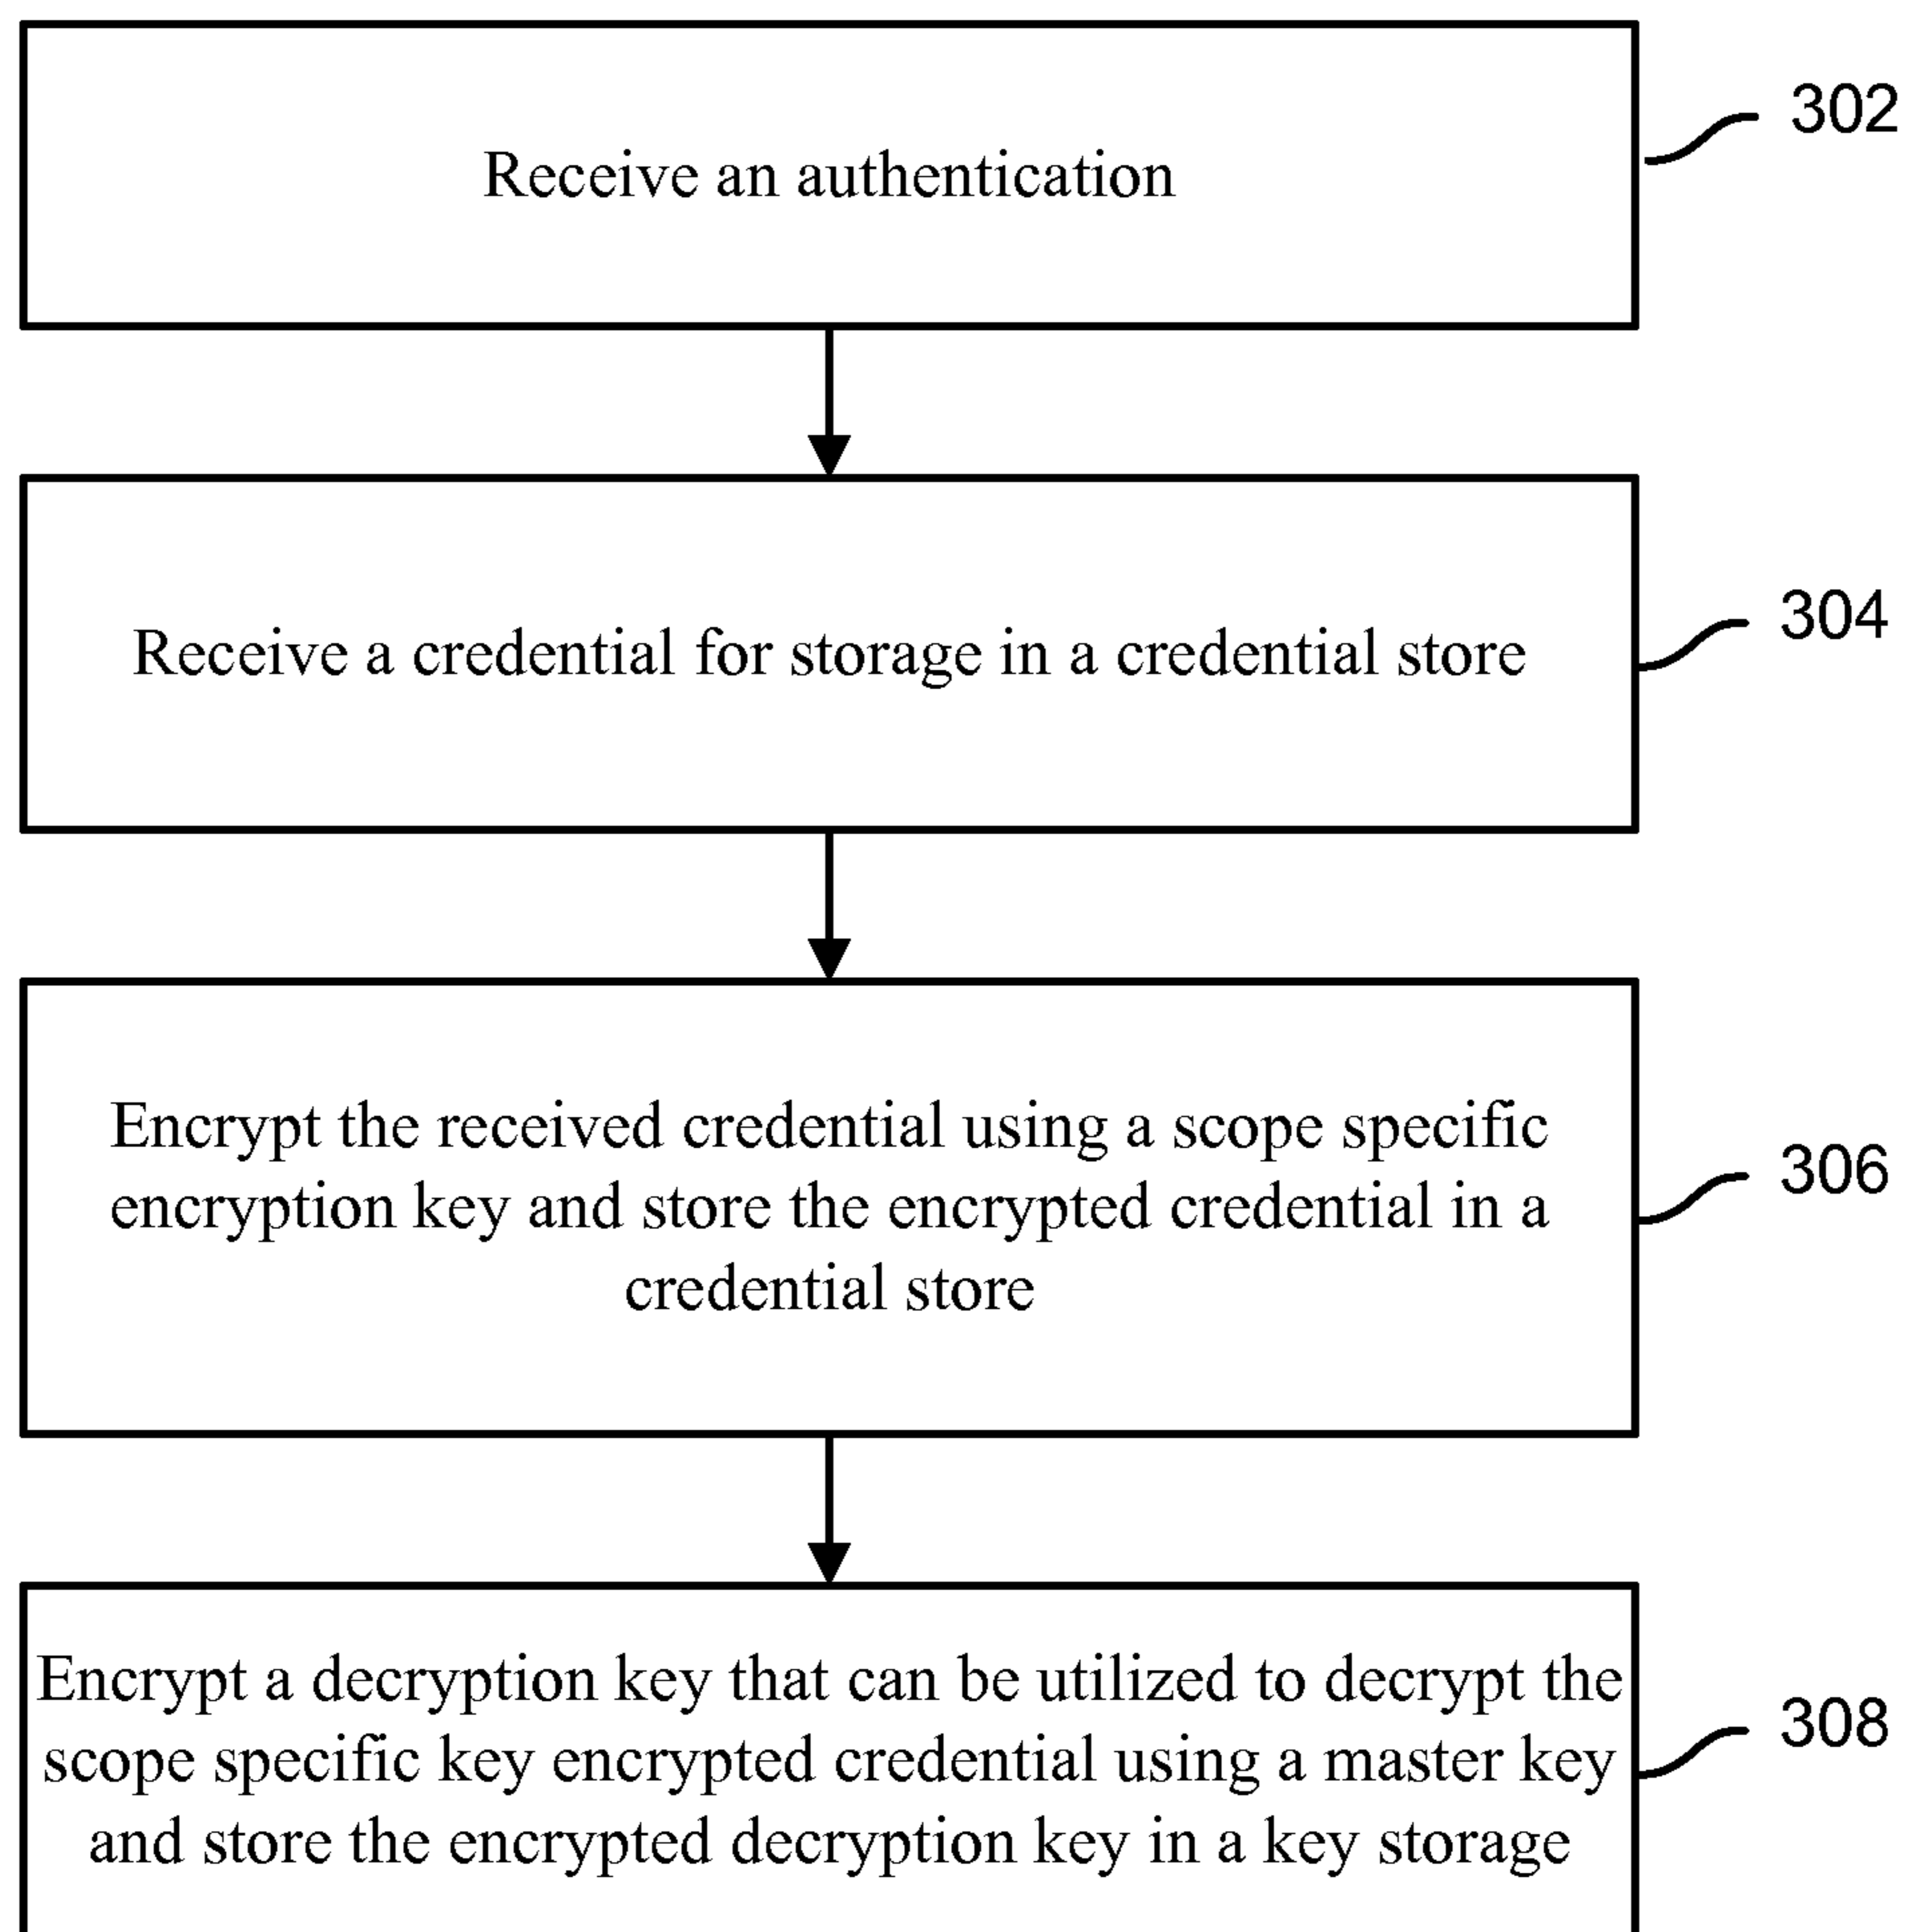 Receive an authentication
302
Receive a credential for storage in a credential store
304
Encrypt the received credential using a scope specific
encryption key and store the encrypted credential in a
credential store
306
Encrypt a decryption key that can be utilized to decrypt the
scope specific key encrypted credential using a master key
and store the encrypted decryption key in a key storage
308